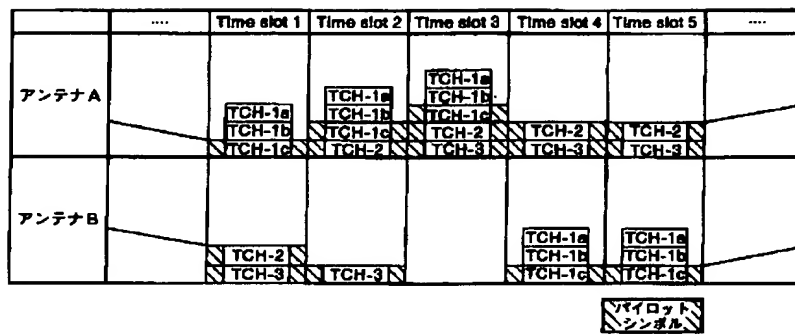 .... Time slot 1 Time slot 2 Time slot 3 Time slot 4 Time slot 5 ....
アンテナA
TCH-1a
TCH-1b
TCH-1c
TCH-1a
TCH-1b
TCH-1c
TCH-2
TCH-1a
TCH-1b
TCH-1c
TCH-2
TCH-3
TCH-2
TCH-3
TCH-2
TCH-3
アンテナB
TCH-2
TCH-3
TCH-3
TCH-1a
TCH-1b
TCH-1c
TCH-1a
TCH-1b
TCH-1c
パイロット
シンボル